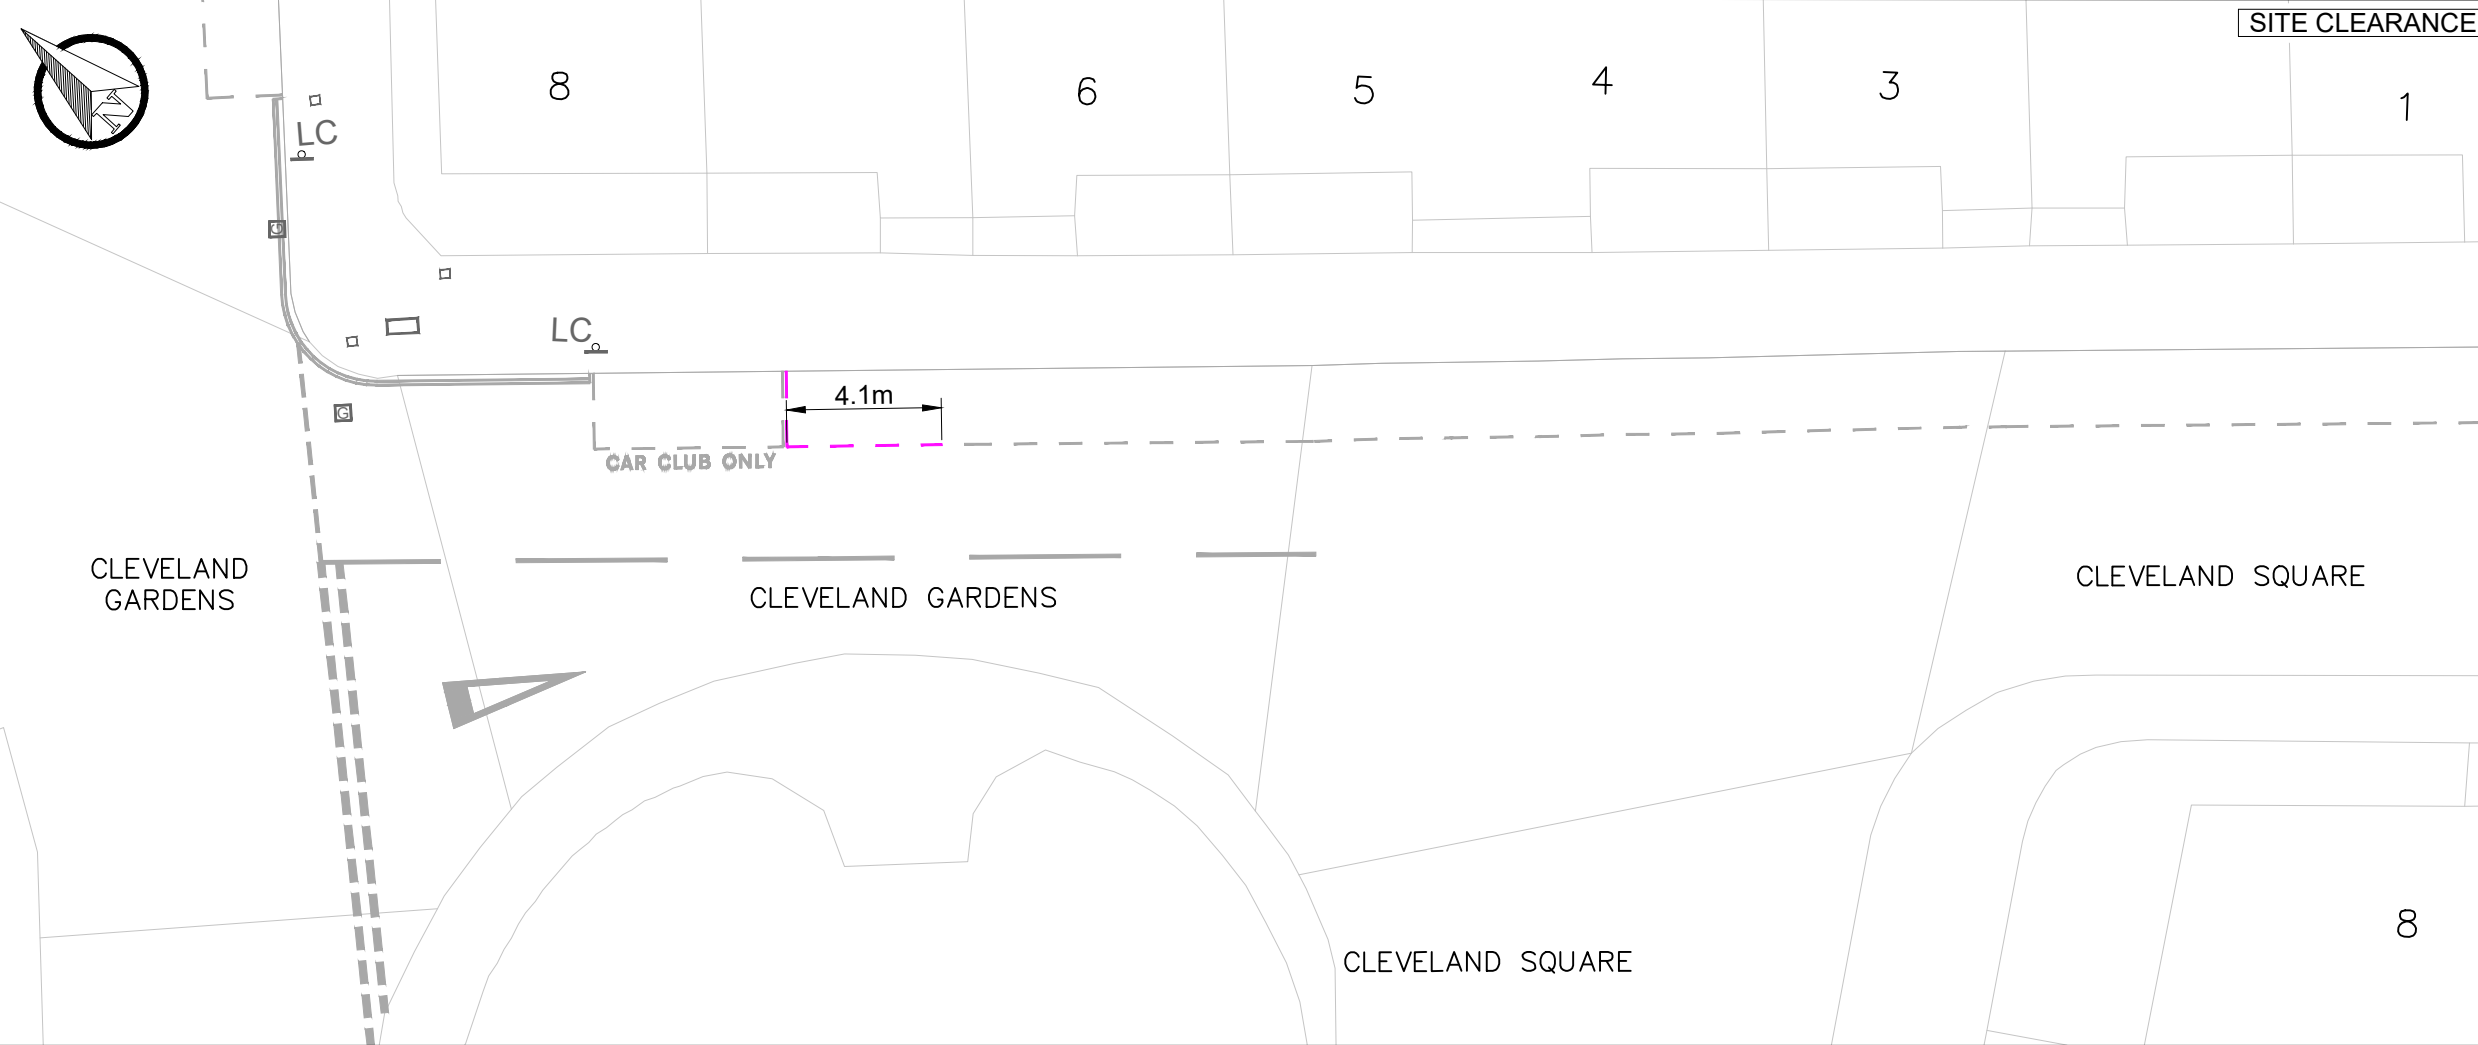 SITE CLEARANCE
N
8
6
5
4
3
1
LC
G
LC
4.1m
G
CAR CLUB ONLY
CLEVELAND
GARDENS
CLEVELAND GARDENS
CLEVELAND SQUARE
8
CLEVELAND SQUARE